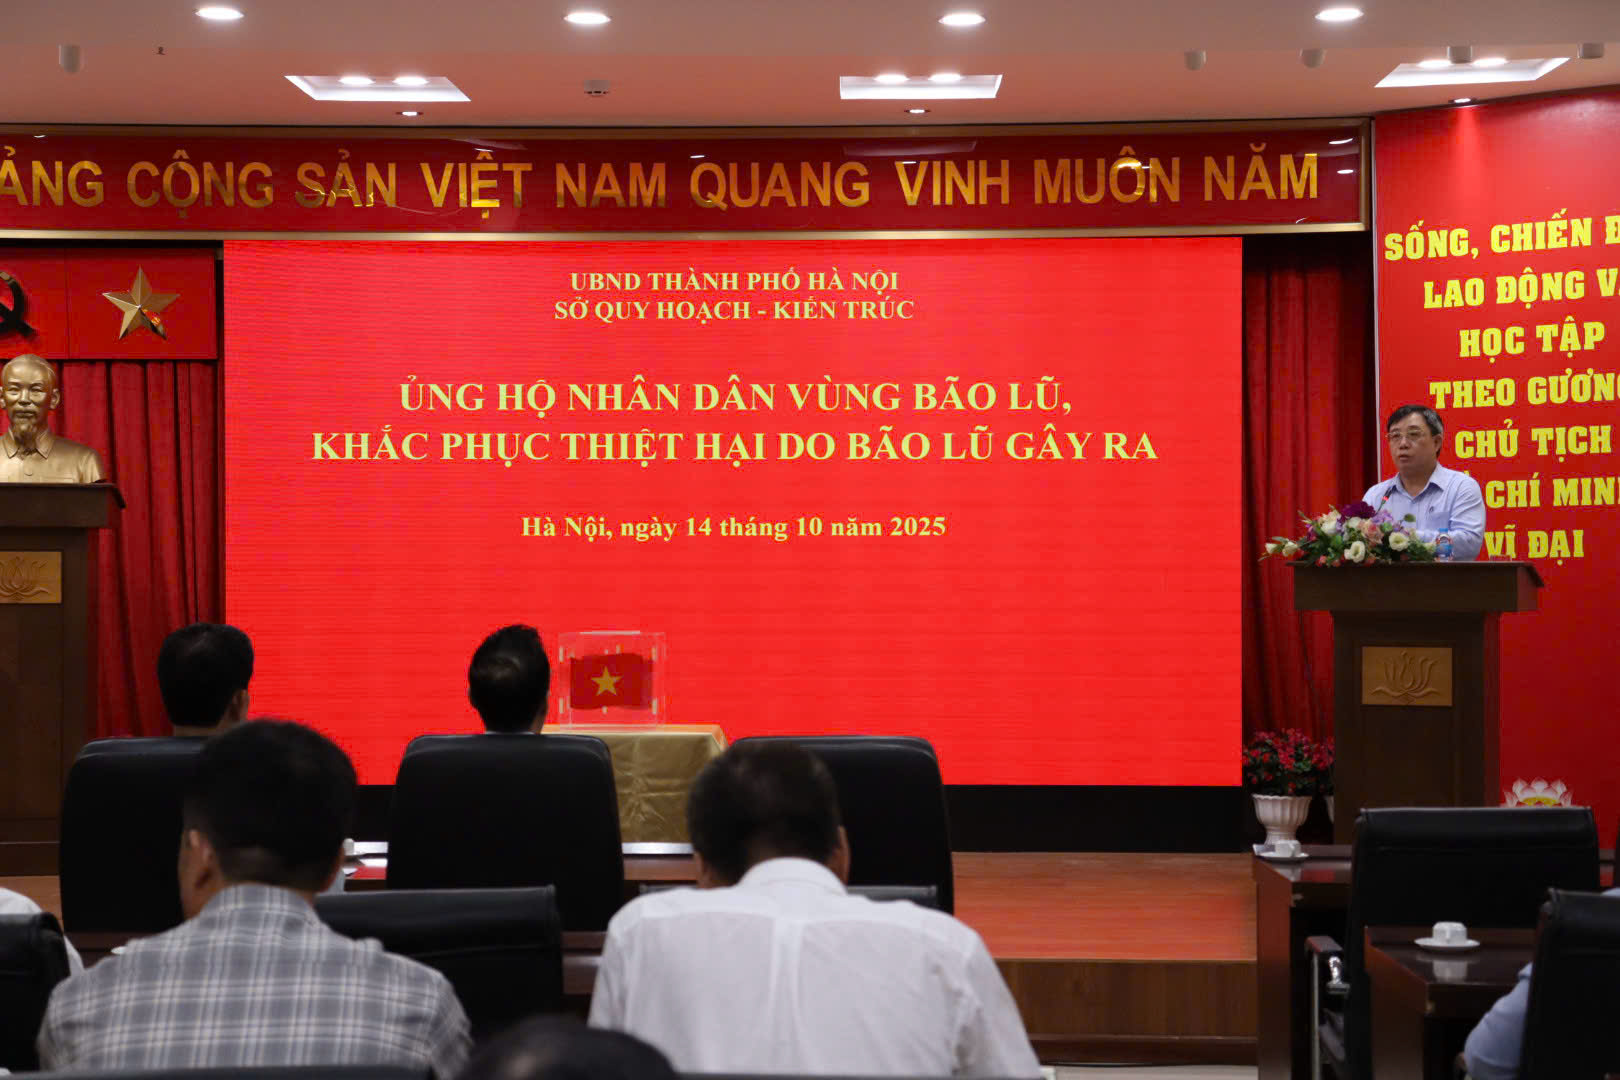 ẢNG CỘNG SẢN VIỆT NAM QUANG VINH MUÔN NĂM
UBND THÀNH PHỐ HÀ NỘI
SỞ QUY HOẠCH - KIẾN TRÚC
ỦNG HỘ NHÂN DÂN VÙNG BÃO LŨ,
KHẮC PHỤC THIỆT HẠI DO BÃO LŨ GÂY RA
Hà Nội, ngày 14 tháng 10 năm 2025
SỐNG, CHIẾN Đ
LAO ĐỘNG V
HỌC TẬP
THEO GƯƠNG
CHỦ TỊCH
CHÍ MIN
VĨ ĐẠI